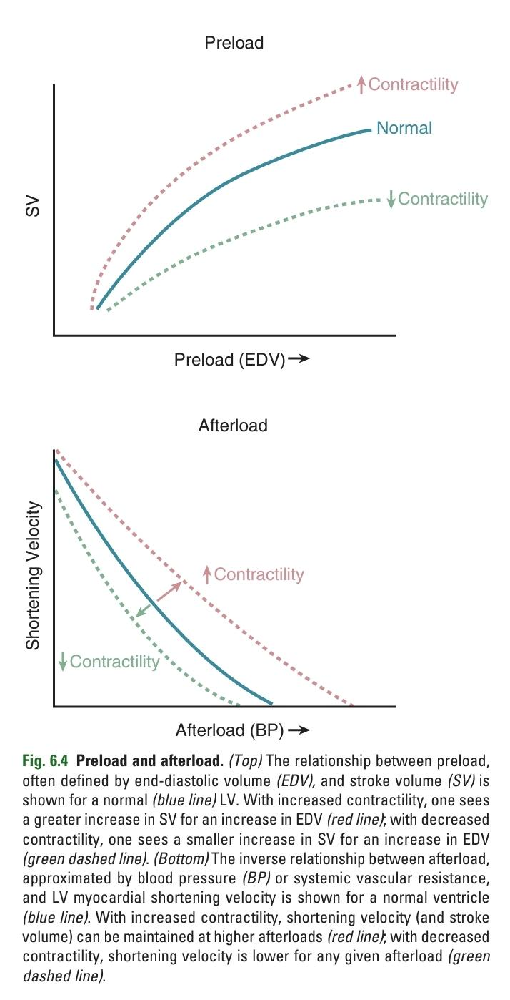 Preload
↑ Contractility
Normal
↓ Contractility
SV
Preload (EDV) →
Afterload
Shortening Velocity
↑ Contractility
↓ Contractility
Afterload (BP) →
Fig. 6.4 Preload and afterload. (Top) The relationship between preload,
often defined by end-diastolic volume (EDV), and stroke volume (SV) is
shown for a normal (blue line) LV. With increased contractility, one sees
a greater increase in SV for an increase in EDV (red line); with decreased
contractility, one sees a smaller increase in SV for an increase in EDV
(green dashed line). (Bottom) The inverse relationship between afterload,
approximated by blood pressure (BP) or systemic vascular resistance,
and LV myocardial shortening velocity is shown for a normal ventricle
(blue line). With increased contractility, shortening velocity (and stroke
volume) can be maintained at higher afterloads (red line); with decreased
contractility, shortening velocity is lower for any given afterload (green
dashed line).